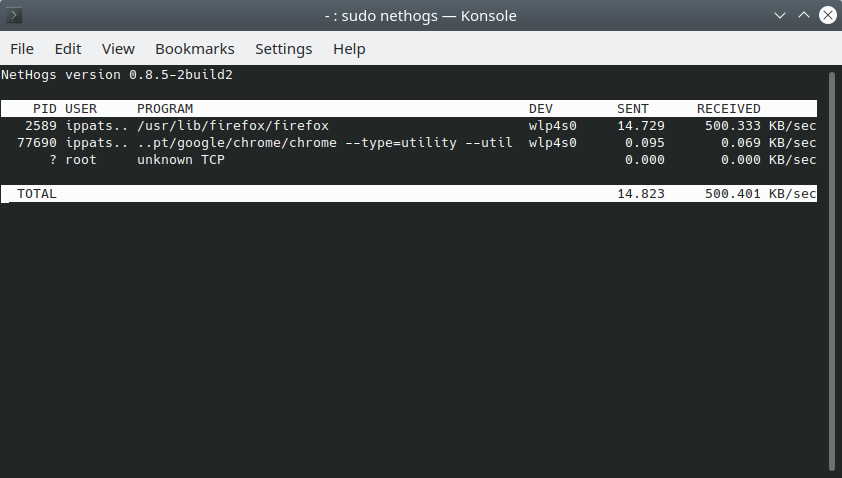 - : sudo nethogs — Konsole
File Edit View Bookmarks Settings Help
NetHogs version 0.8.5-2build2
PID USER PROGRAM DEV SENT RECEIVED
2589 ippats.. /usr/lib/firefox/firefox wlp4s0 14.729 500.333 KB/sec
77690 ippats.. ..pt/google/chrome/chrome --type=utility --util wlp4s0 0.095 0.069 KB/sec
? root unknown TCP 0.000 0.000 KB/sec
TOTAL 14.823 500.401 KB/sec